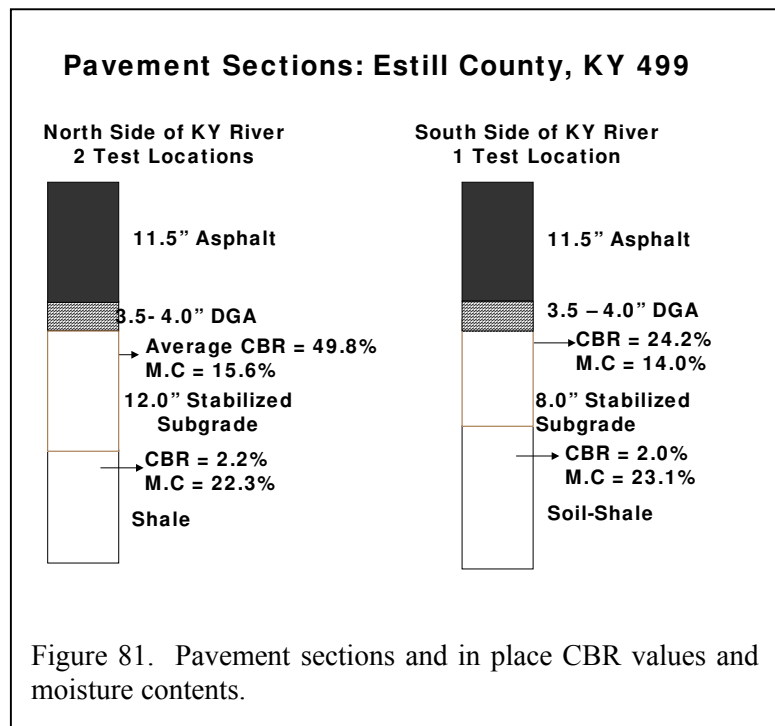 Pavement Sections: Estill County, KY 499
North Side of KY River
2 Test Locations
11.5” Asphalt
3.5- 4.0” DGA
Average CBR = 49.8%
M.C = 15.6%
12.0” Stabilized
Subgrade
CBR = 2.2%
M.C = 22.3%
Shale
South Side of KY River
1 Test Location
11.5” Asphalt
3.5 – 4.0” DGA
CBR = 24.2%
M.C = 14.0%
8.0” Stabilized
Subgrade
CBR = 2.0%
M.C = 23.1%
Soil-Shale
Figure 81. Pavement sections and in place CBR values and
moisture contents.